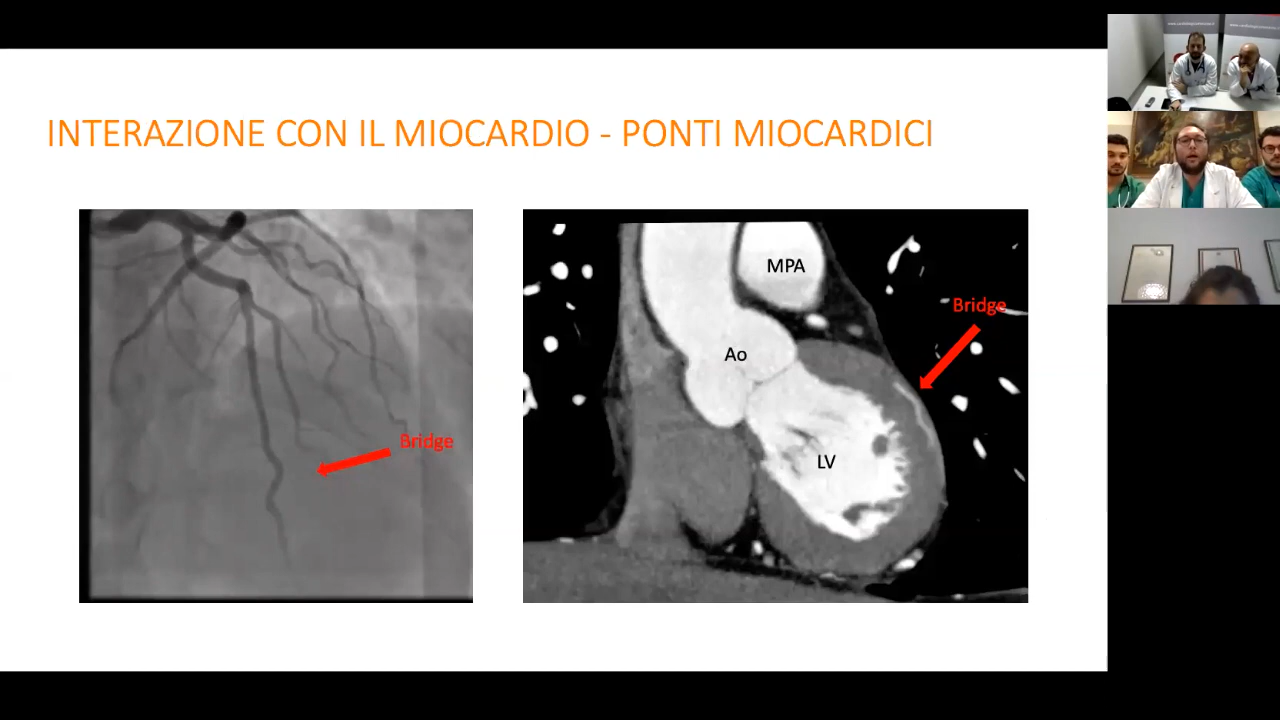 INTERAZIONE CON IL MIOCARDIO - PONTI MIOCARDICI
MPA
Bridge
Ao
Bridge
LV